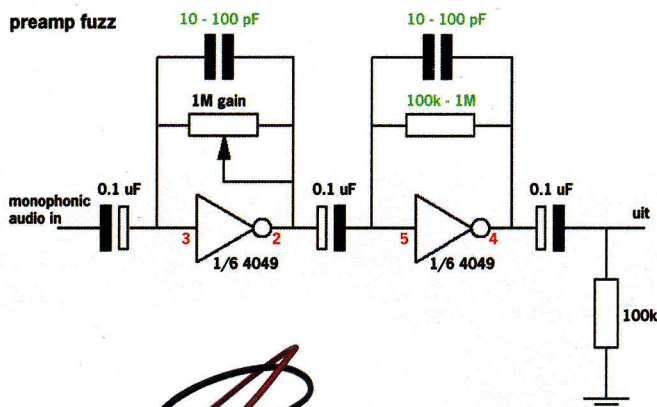 preamp fuzz
10 - 100 pF
10 - 100 pF
1M gain
100k - 1M
0.1 uF
0.1 uF
0.1 uF
monophonic
audio in
uit
3
2
5
4
1/6 4049
1/6 4049
100k